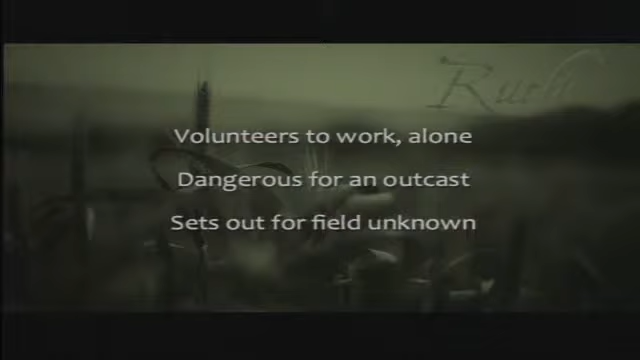 Ruth
Volunteers to work, alone
Dangerous for an outcast
Sets out for field unknown